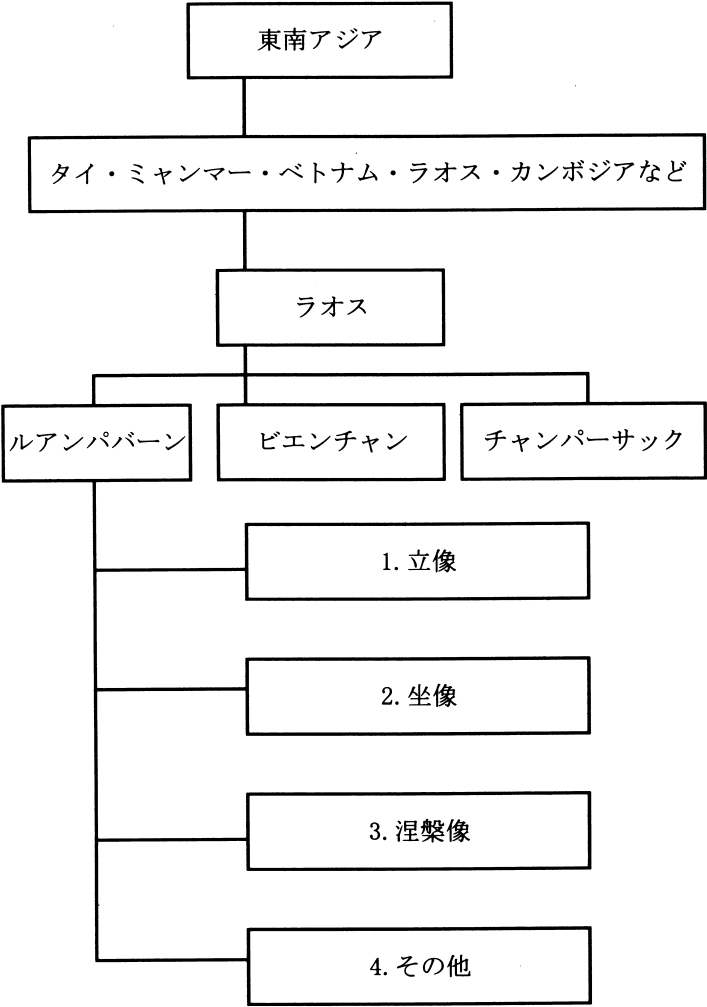 東南アジア
タイ・ミャンマー・ベトナム・ラオス・カンボジアなど
ラオス
ルアンパバーン
ビエンチャン
チャンパーサック
1. 立像
2. 坐像
3. 涅槃像
4. その他